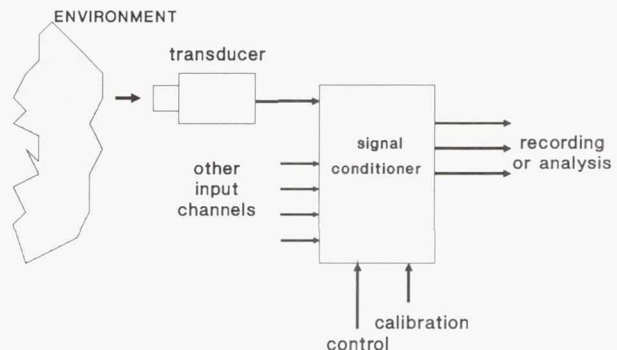 ENVIRONMENT
transducer
signal
conditioner
other
input
channels
recording
or analysis
calibration
control